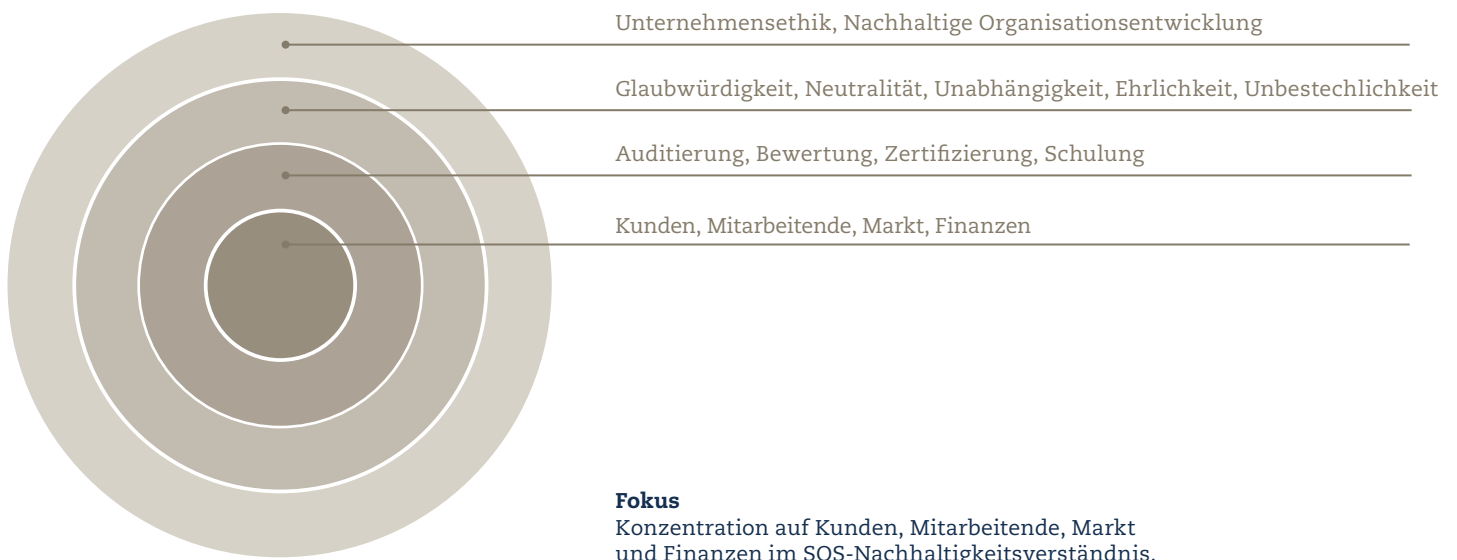 Unternehmensethik, Nachhaltige Organisationsentwicklung
Glaubwürdigkeit, Neutralität, Unabhängigkeit, Ehrlichkeit, Unbestechlichkeit
Auditierung, Bewertung, Zertifizierung, Schulung
Kunden, Mitarbeitende, Markt, Finanzen
Fokus
Konzentration auf Kunden, Mitarbeitende, Markt
und Finanzen im SQS-Nachhaltigkeitsverständnis.